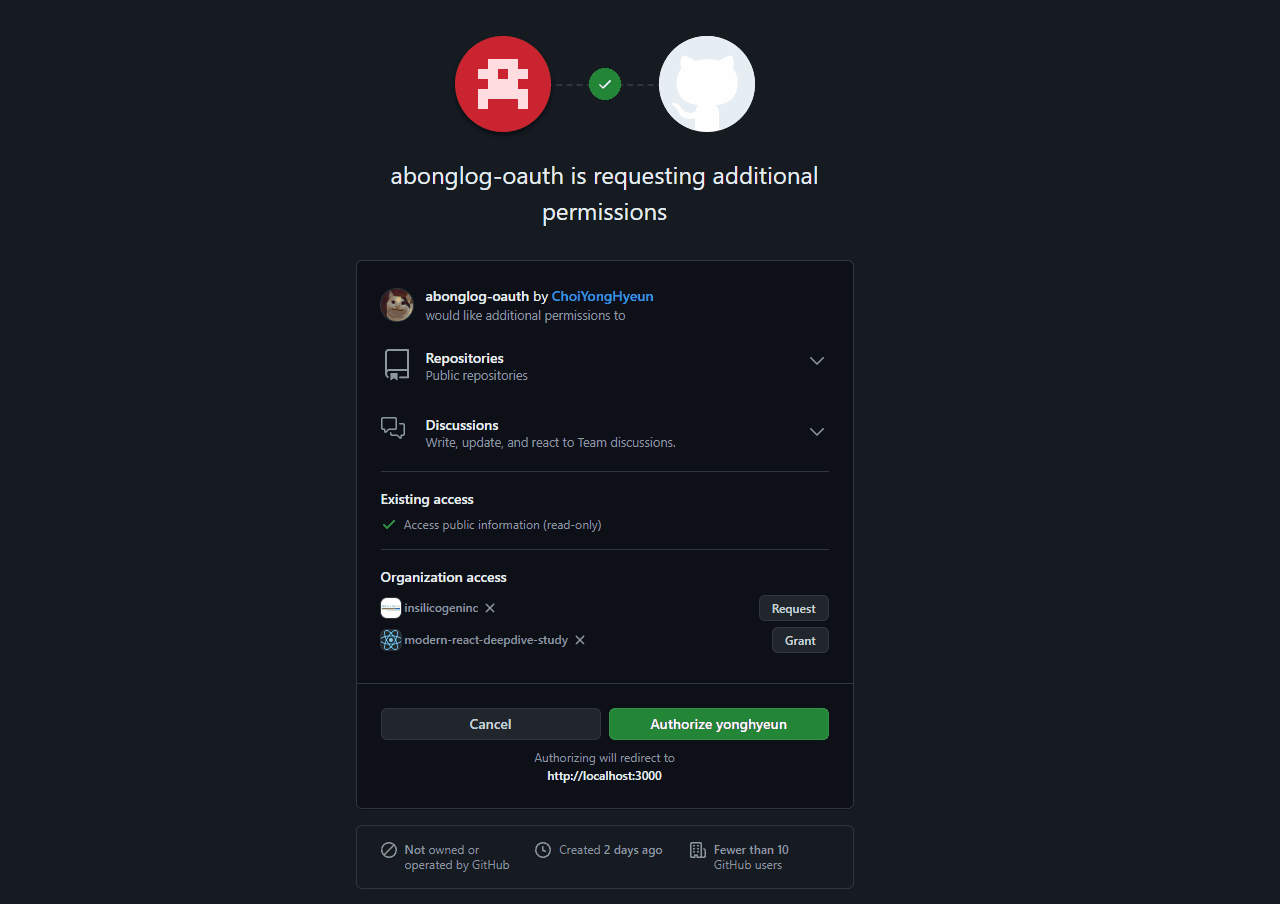 abonglog-oauth is requesting additional
permissions
abonglog-oauth by ChoiYongHyeun
would like additional permissions to
Repositories
Public repositories
Discussions
Write, update, and react to Team discussions.
Existing access
Access public information (read-only)
Organization access
insilicogeninc
Request
modern-react-deepdive-study
Grant
Cancel
Authorize yonghyeun
Authorizing will redirect to
http://localhost:3000
Not owned or
operated by GitHub
Created 2 days ago
Fewer than 10
GitHub users